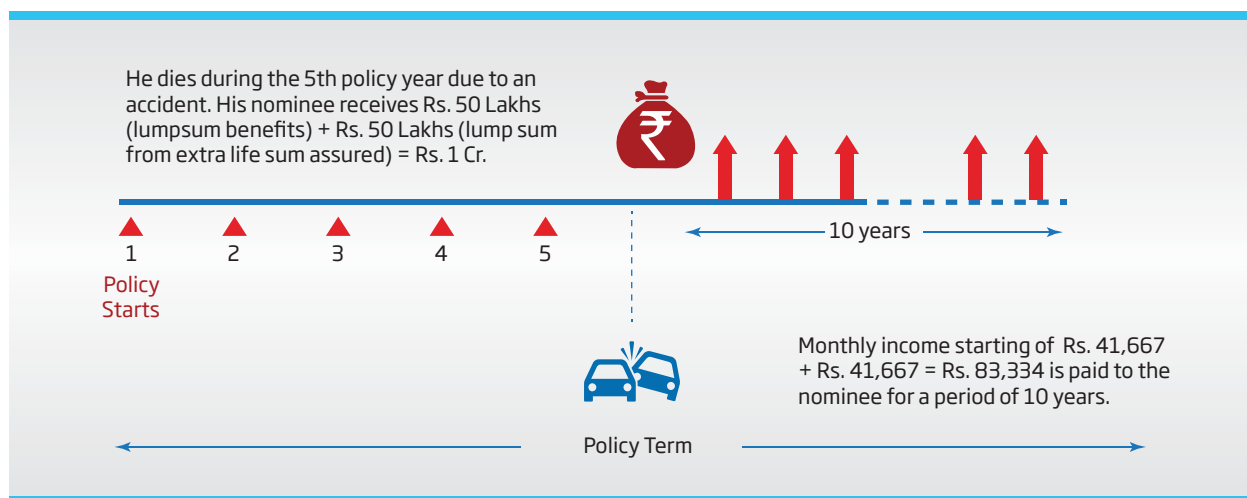 He dies during the 5th policy year due to an
accident. His nominee receives Rs. 50 Lakhs
(lumpsum benefits) + Rs. 50 Lakhs (lump sum
from extra life sum assured) = Rs. 1 Cr.
₹
1
2
3
4
5
10 years
Policy
Starts
Monthly income starting of Rs. 41,667
+ Rs. 41,667 = Rs. 83,334 is paid to the
nominee for a period of 10 years.
Policy Term